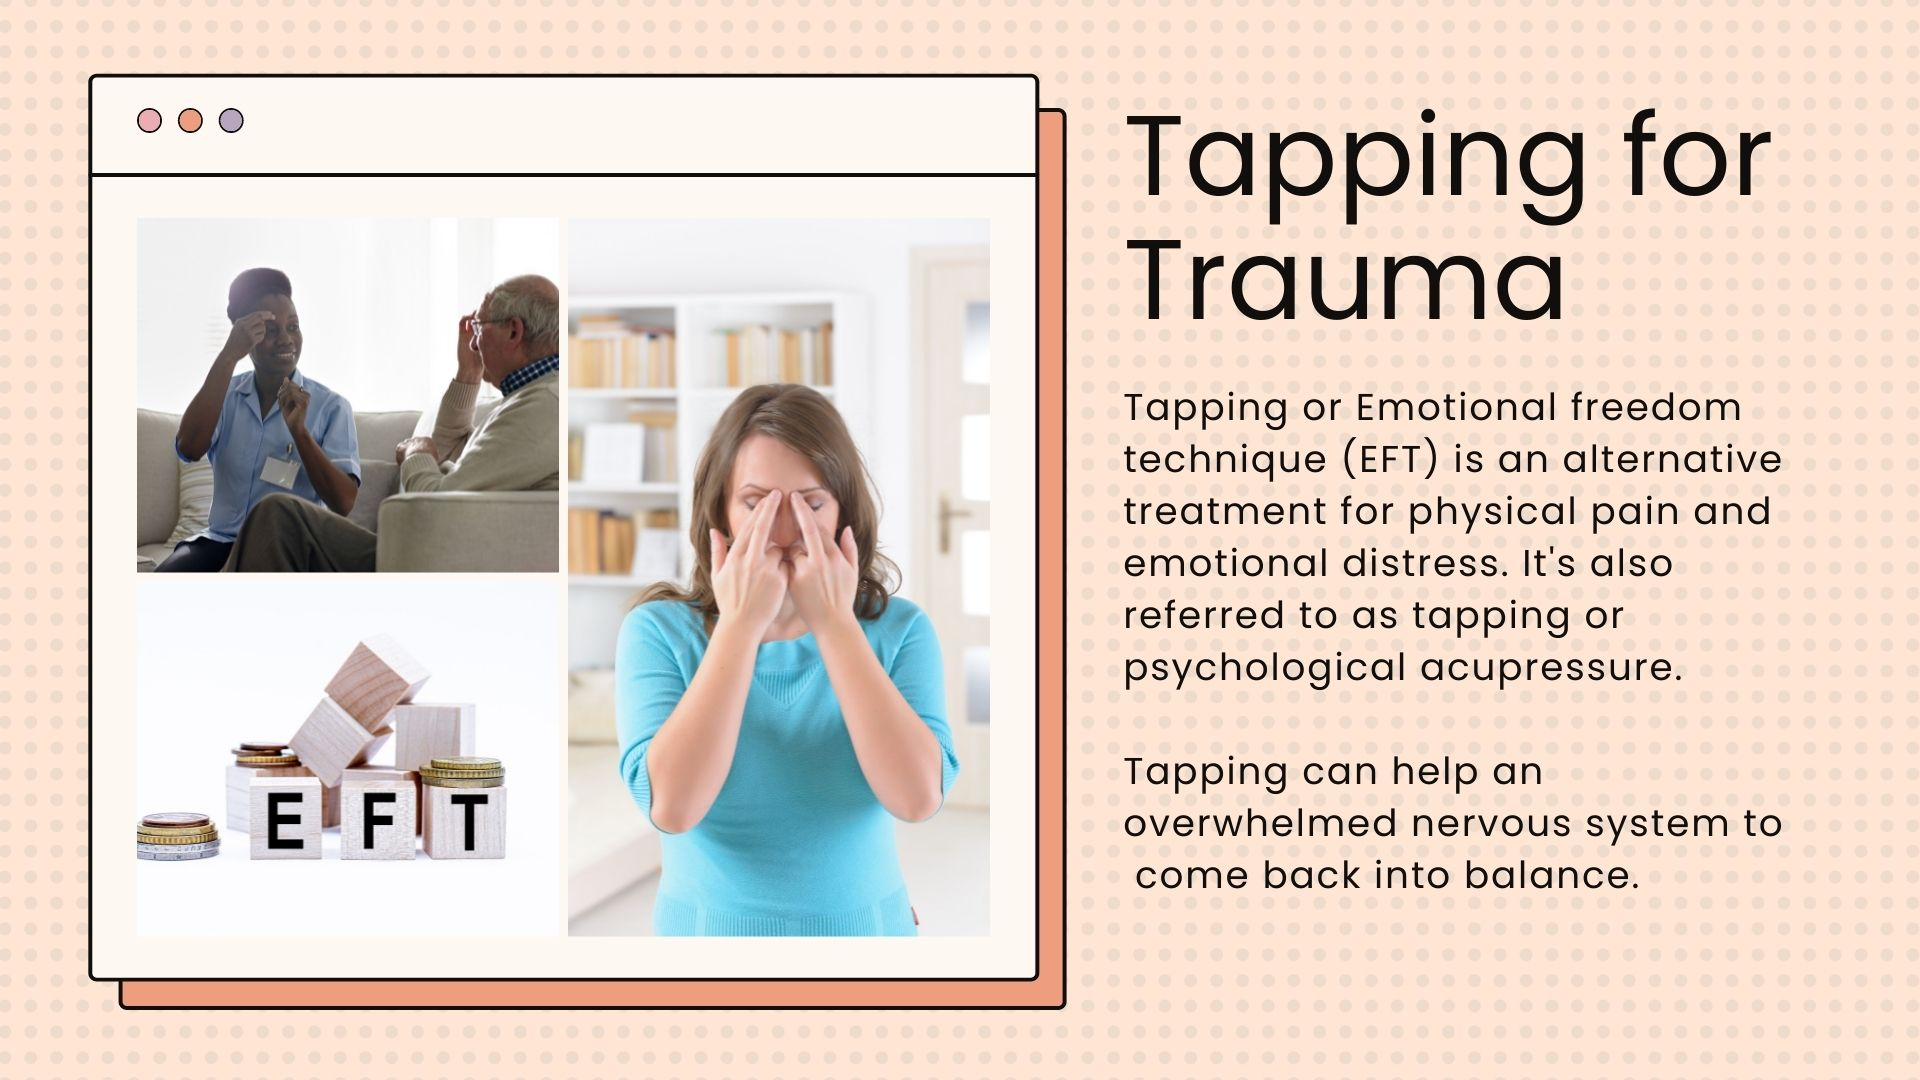 Tapping for
Trauma
Tapping or Emotional freedom
technique (EFT) is an alternative
treatment for physical pain and
emotional distress. It's also
referred to as tapping or
psychological acupressure.
Tapping can help an
overwhelmed nervous system to
come back into balance.
E F T